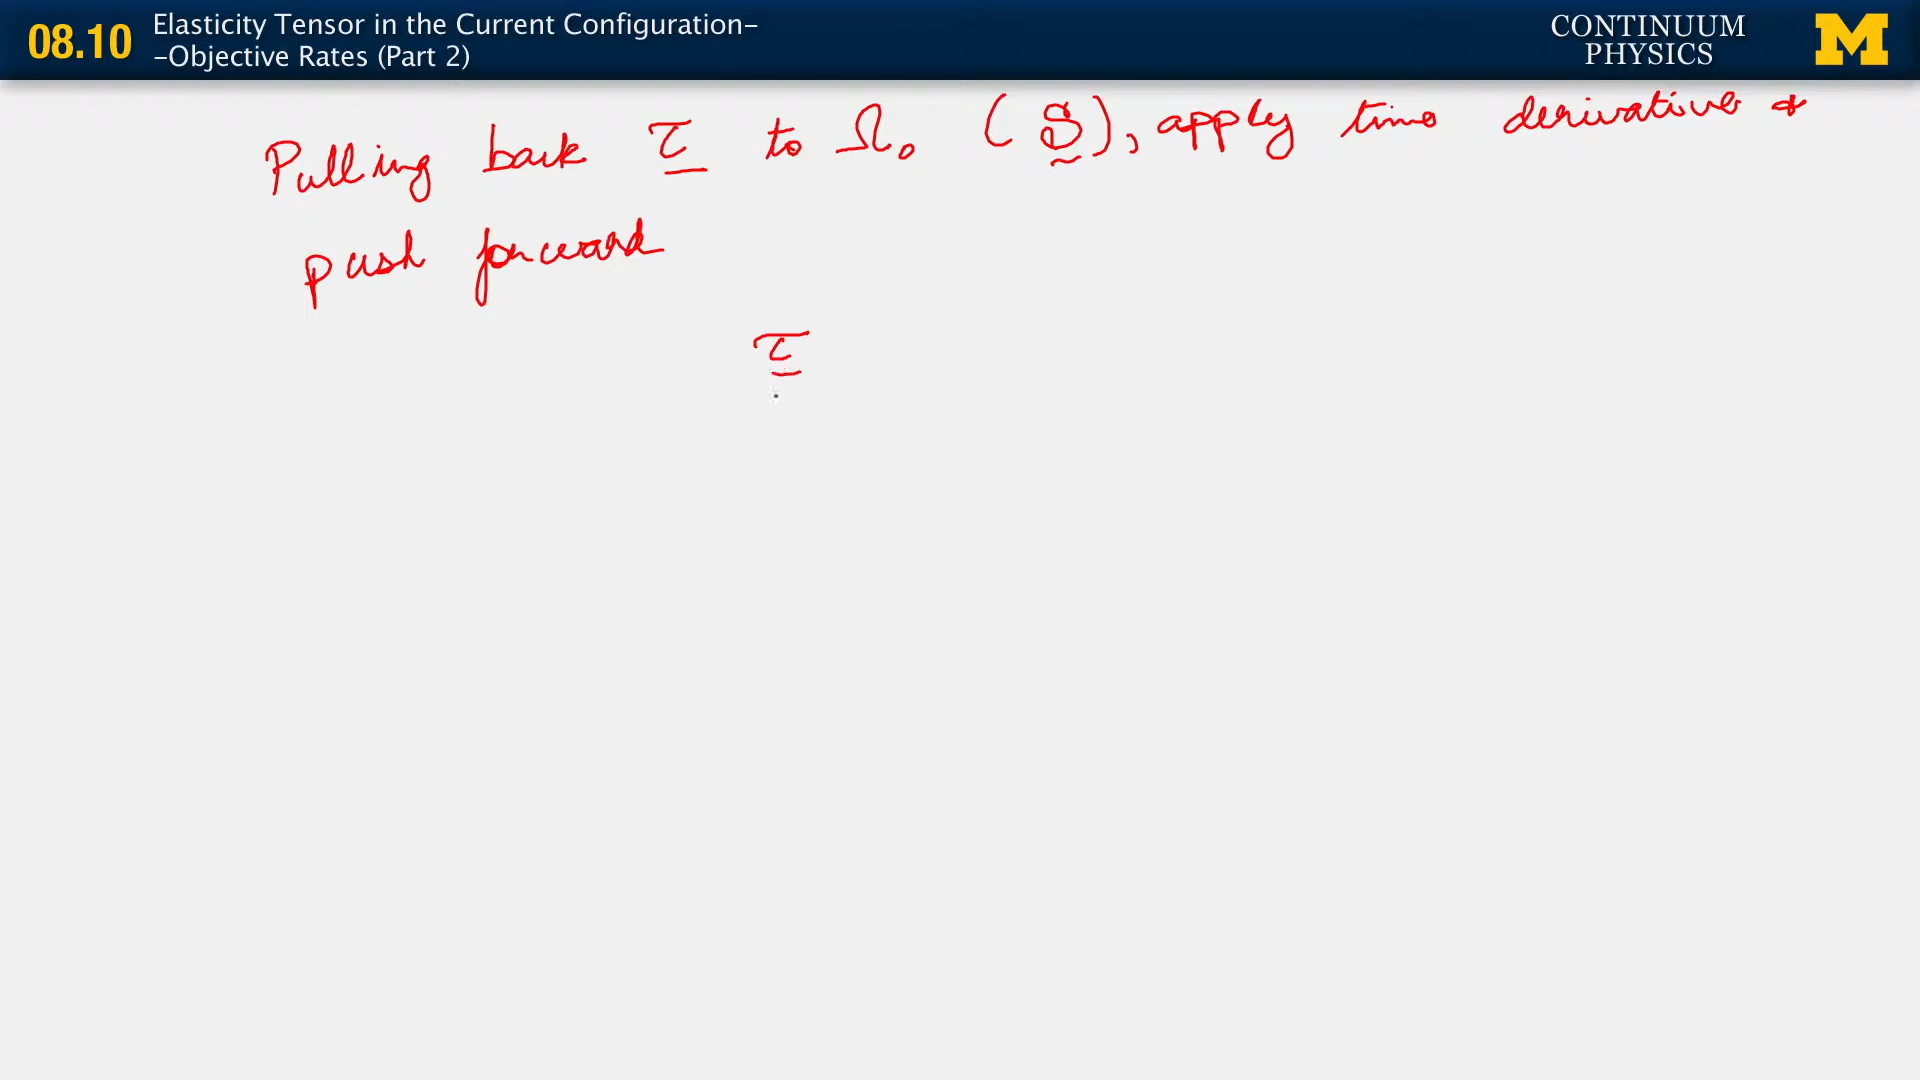 08.10
Elasticity Tensor in the Current Configuration-
-Objective Rates (Part 2)
CONTINUUM
PHYSICS
M
Pulling back τ to Ω₀ (S), apply time derivative &
push forward
τ